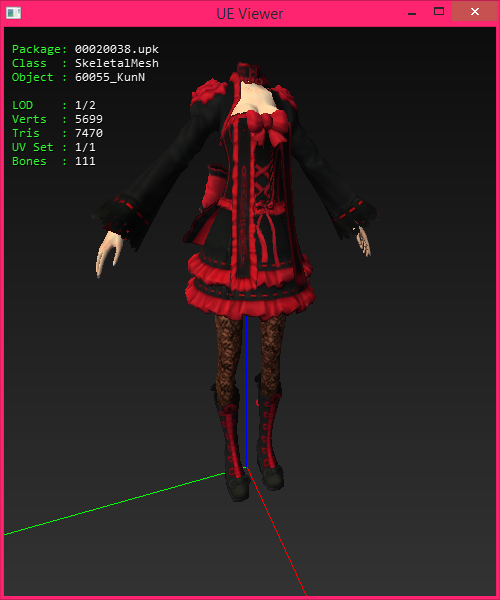 UE Viewer
Package: 00020038.upk
Class  : SkeletalMesh
Object : 60055_KunN
LOD    : 1/2
Verts  : 5699
Tris   : 7470
UV Set : 1/1
Bones  : 111